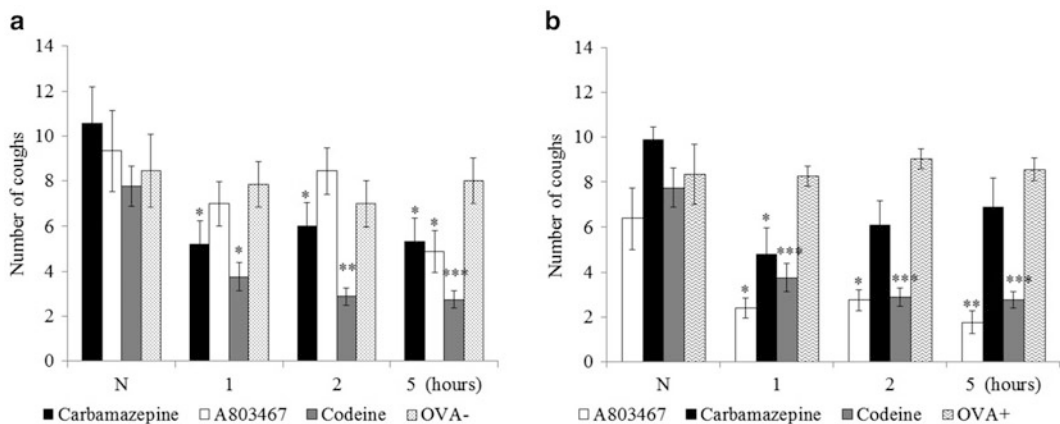 a
14
12
10
8
6
4
2
0
Number of coughs
* *
* **
* * ***
N 1 2 5 (hours)
Carbamazepine A803467 Codeine OVA-
b
14
12
10
8
6
4
2
0
Number of coughs
* * ***
* ***
** ***
N 1 2 5 (hours)
A803467 Carbamazepine Codeine OVA+